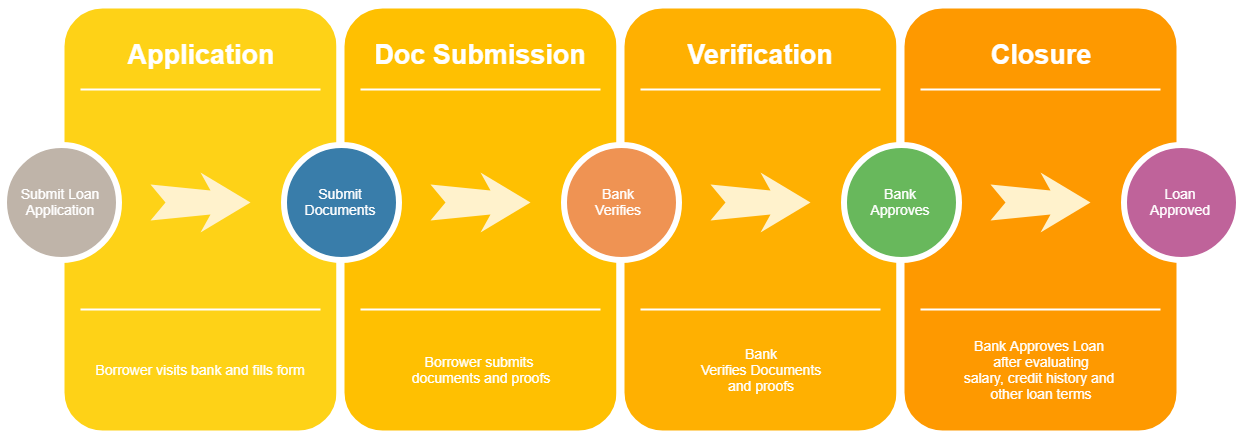 Application
Doc Submission
Verification
Closure
Submit Loan
Application
Submit
Documents
Bank
Verifies
Bank
Approves
Loan
Approved
Borrower visits bank and fills form
Borrower submits
documents and proofs
Bank
Verifies Documents
and proofs
Bank Approves Loan
after evaluating
salary, credit history and
other loan terms